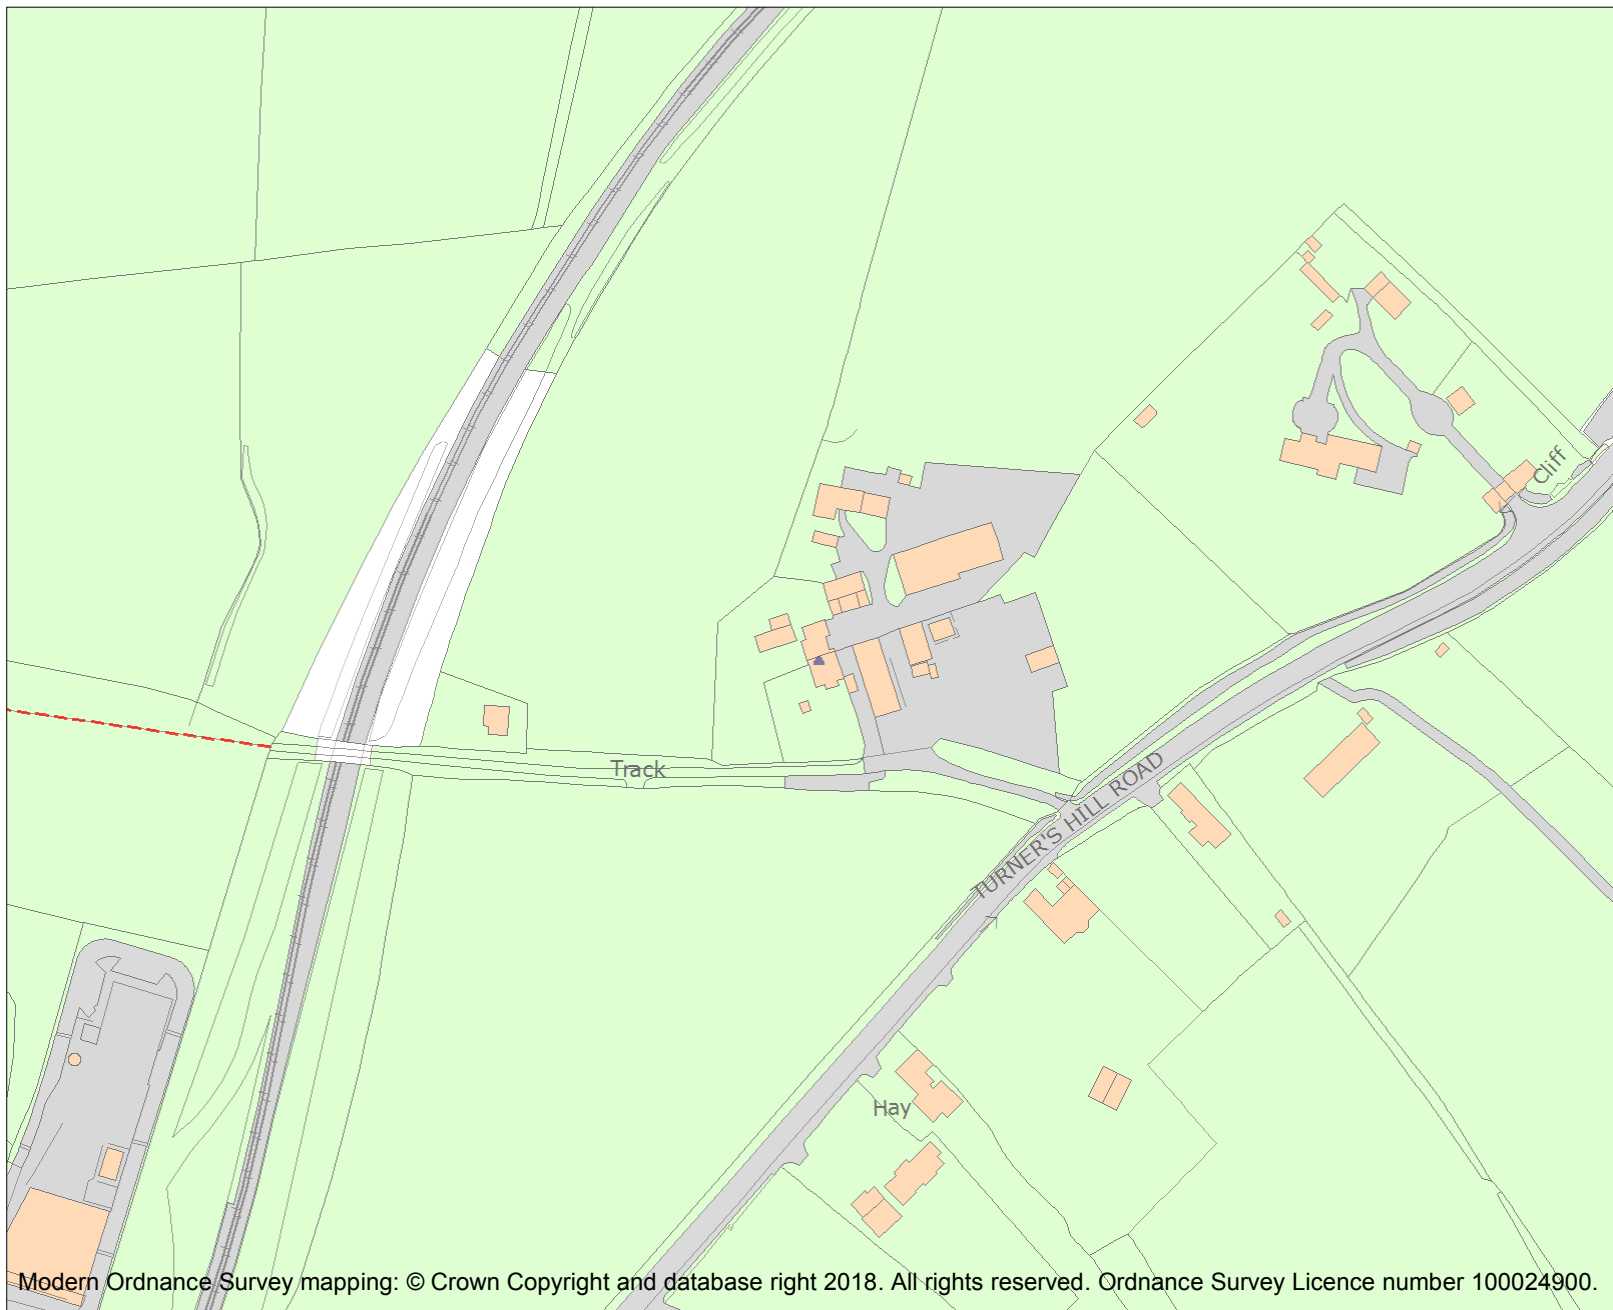 Cliff
Track
TURNER'S HILL ROAD
Hay
Modern Ordnance Survey mapping: © Crown Copyright and database right 2018. All rights reserved. Ordnance Survey Licence number 100024900.